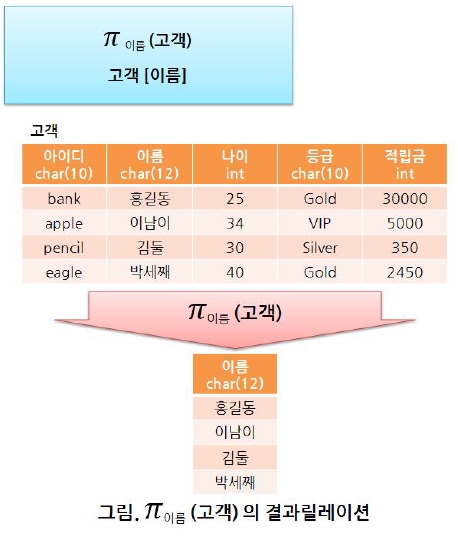 π 이름 (고객)
고객 [이름]
고객
아이디 이름 나이 등급 적립금
char(10) char(12) int char(10) int
bank 홍길동 25 Gold 30000
apple 이남이 34 VIP 5000
pencil 김둘 30 Silver 350
eagle 박세째 40 Gold 2450
π 이름 (고객)
이름
char(12)
홍길동
이남이
김둘
박세째
그림. π 이름 (고객) 의 결과릴레이션